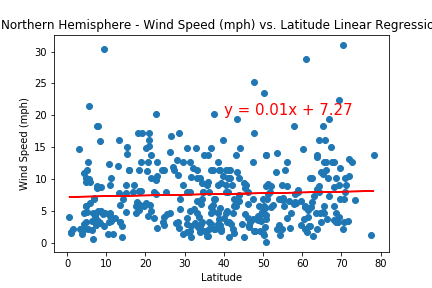 Northern Hemisphere - Wind Speed (mph) vs. Latitude Linear Regressio
30
25
20
15
10
5
0
Wind Speed (mph)
y = 0.01x + 7.27
0 10 20 30 40 50 60 70 80
Latitude